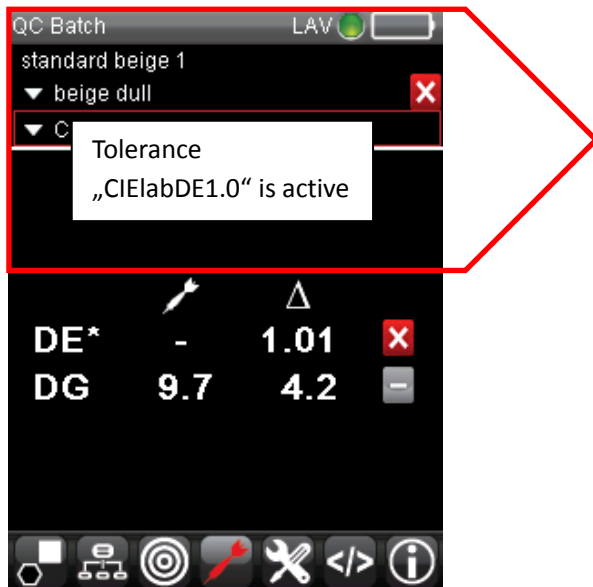 QC Batch LAV
standard beige 1
beige dull
C
Tolerance
„CIElabDE1.0“ is active
Δ
DE* - 1.01
DG 9.7 4.2